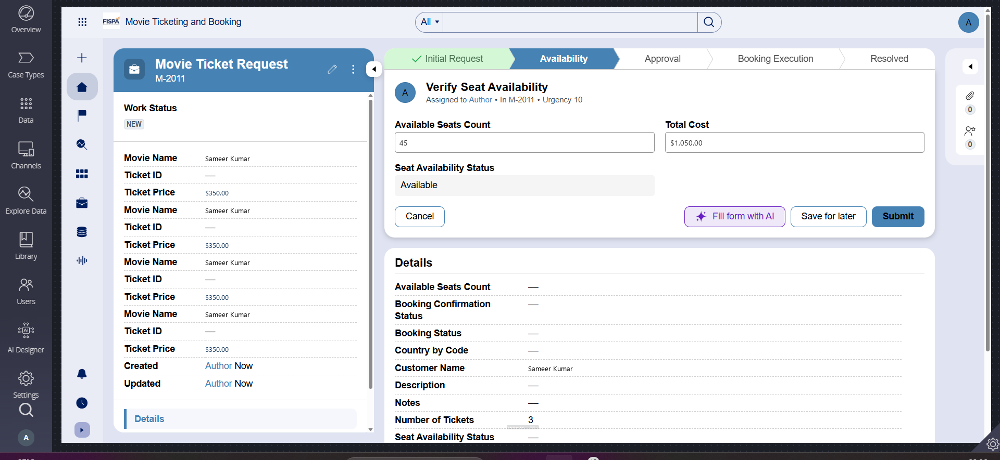 Overview
Case Types
Data
Channels
Explore Data
Library
Users
AI Designer
Settings
A
FISPA Movie Ticketing and Booking
All
A
Movie Ticket Request
M-2011
Work Status
NEW
Movie Name Sameer Kumar
Ticket ID —
Ticket Price $350.00
Movie Name Sameer Kumar
Ticket ID —
Ticket Price $350.00
Movie Name Sameer Kumar
Ticket ID —
Ticket Price $350.00
Movie Name Sameer Kumar
Ticket ID —
Ticket Price $350.00
Created Author Now
Updated Author Now
Details
Initial Request Availability Approval Booking Execution Resolved
A
Verify Seat Availability
Assigned to Author • In M-2011 • Urgency 10
Available Seats Count Total Cost
45 $1,050.00
Seat Availability Status
Available
Cancel Fill form with AI Save for later Submit
Details
Available Seats Count —
Booking Confirmation
Status —
Booking Status —
Country by Code —
Customer Name Sameer Kumar
Description —
Notes —
Number of Tickets 3
Seat Availability Status —
0
0